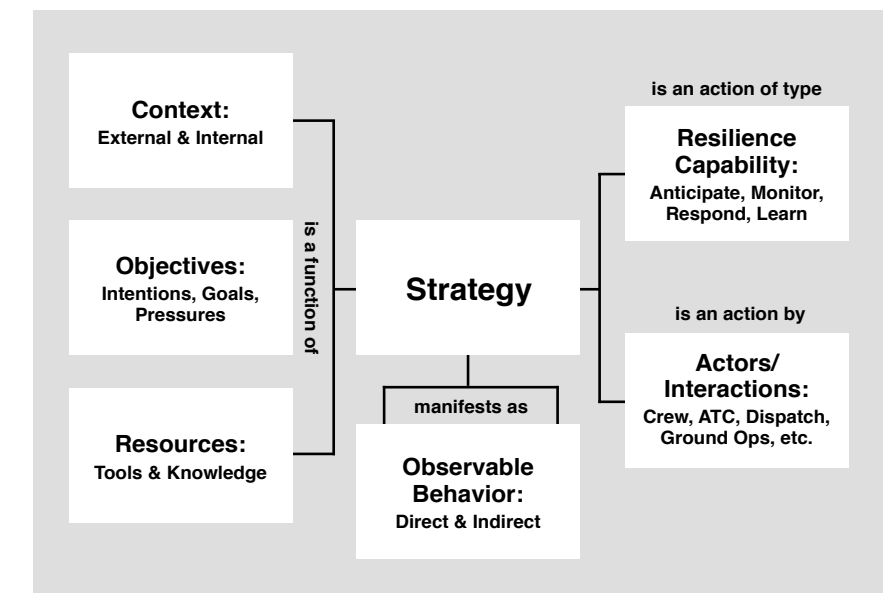 Context:
External & Internal
Objectives:
Intentions, Goals,
Pressures
Resources:
Tools & Knowledge
is a function of
Strategy
manifests as
Observable
Behavior:
Direct & Indirect
is an action of type
Resilience
Capability:
Anticipate, Monitor,
Respond, Learn
is an action by
Actors/
Interactions:
Crew, ATC, Dispatch,
Ground Ops, etc.